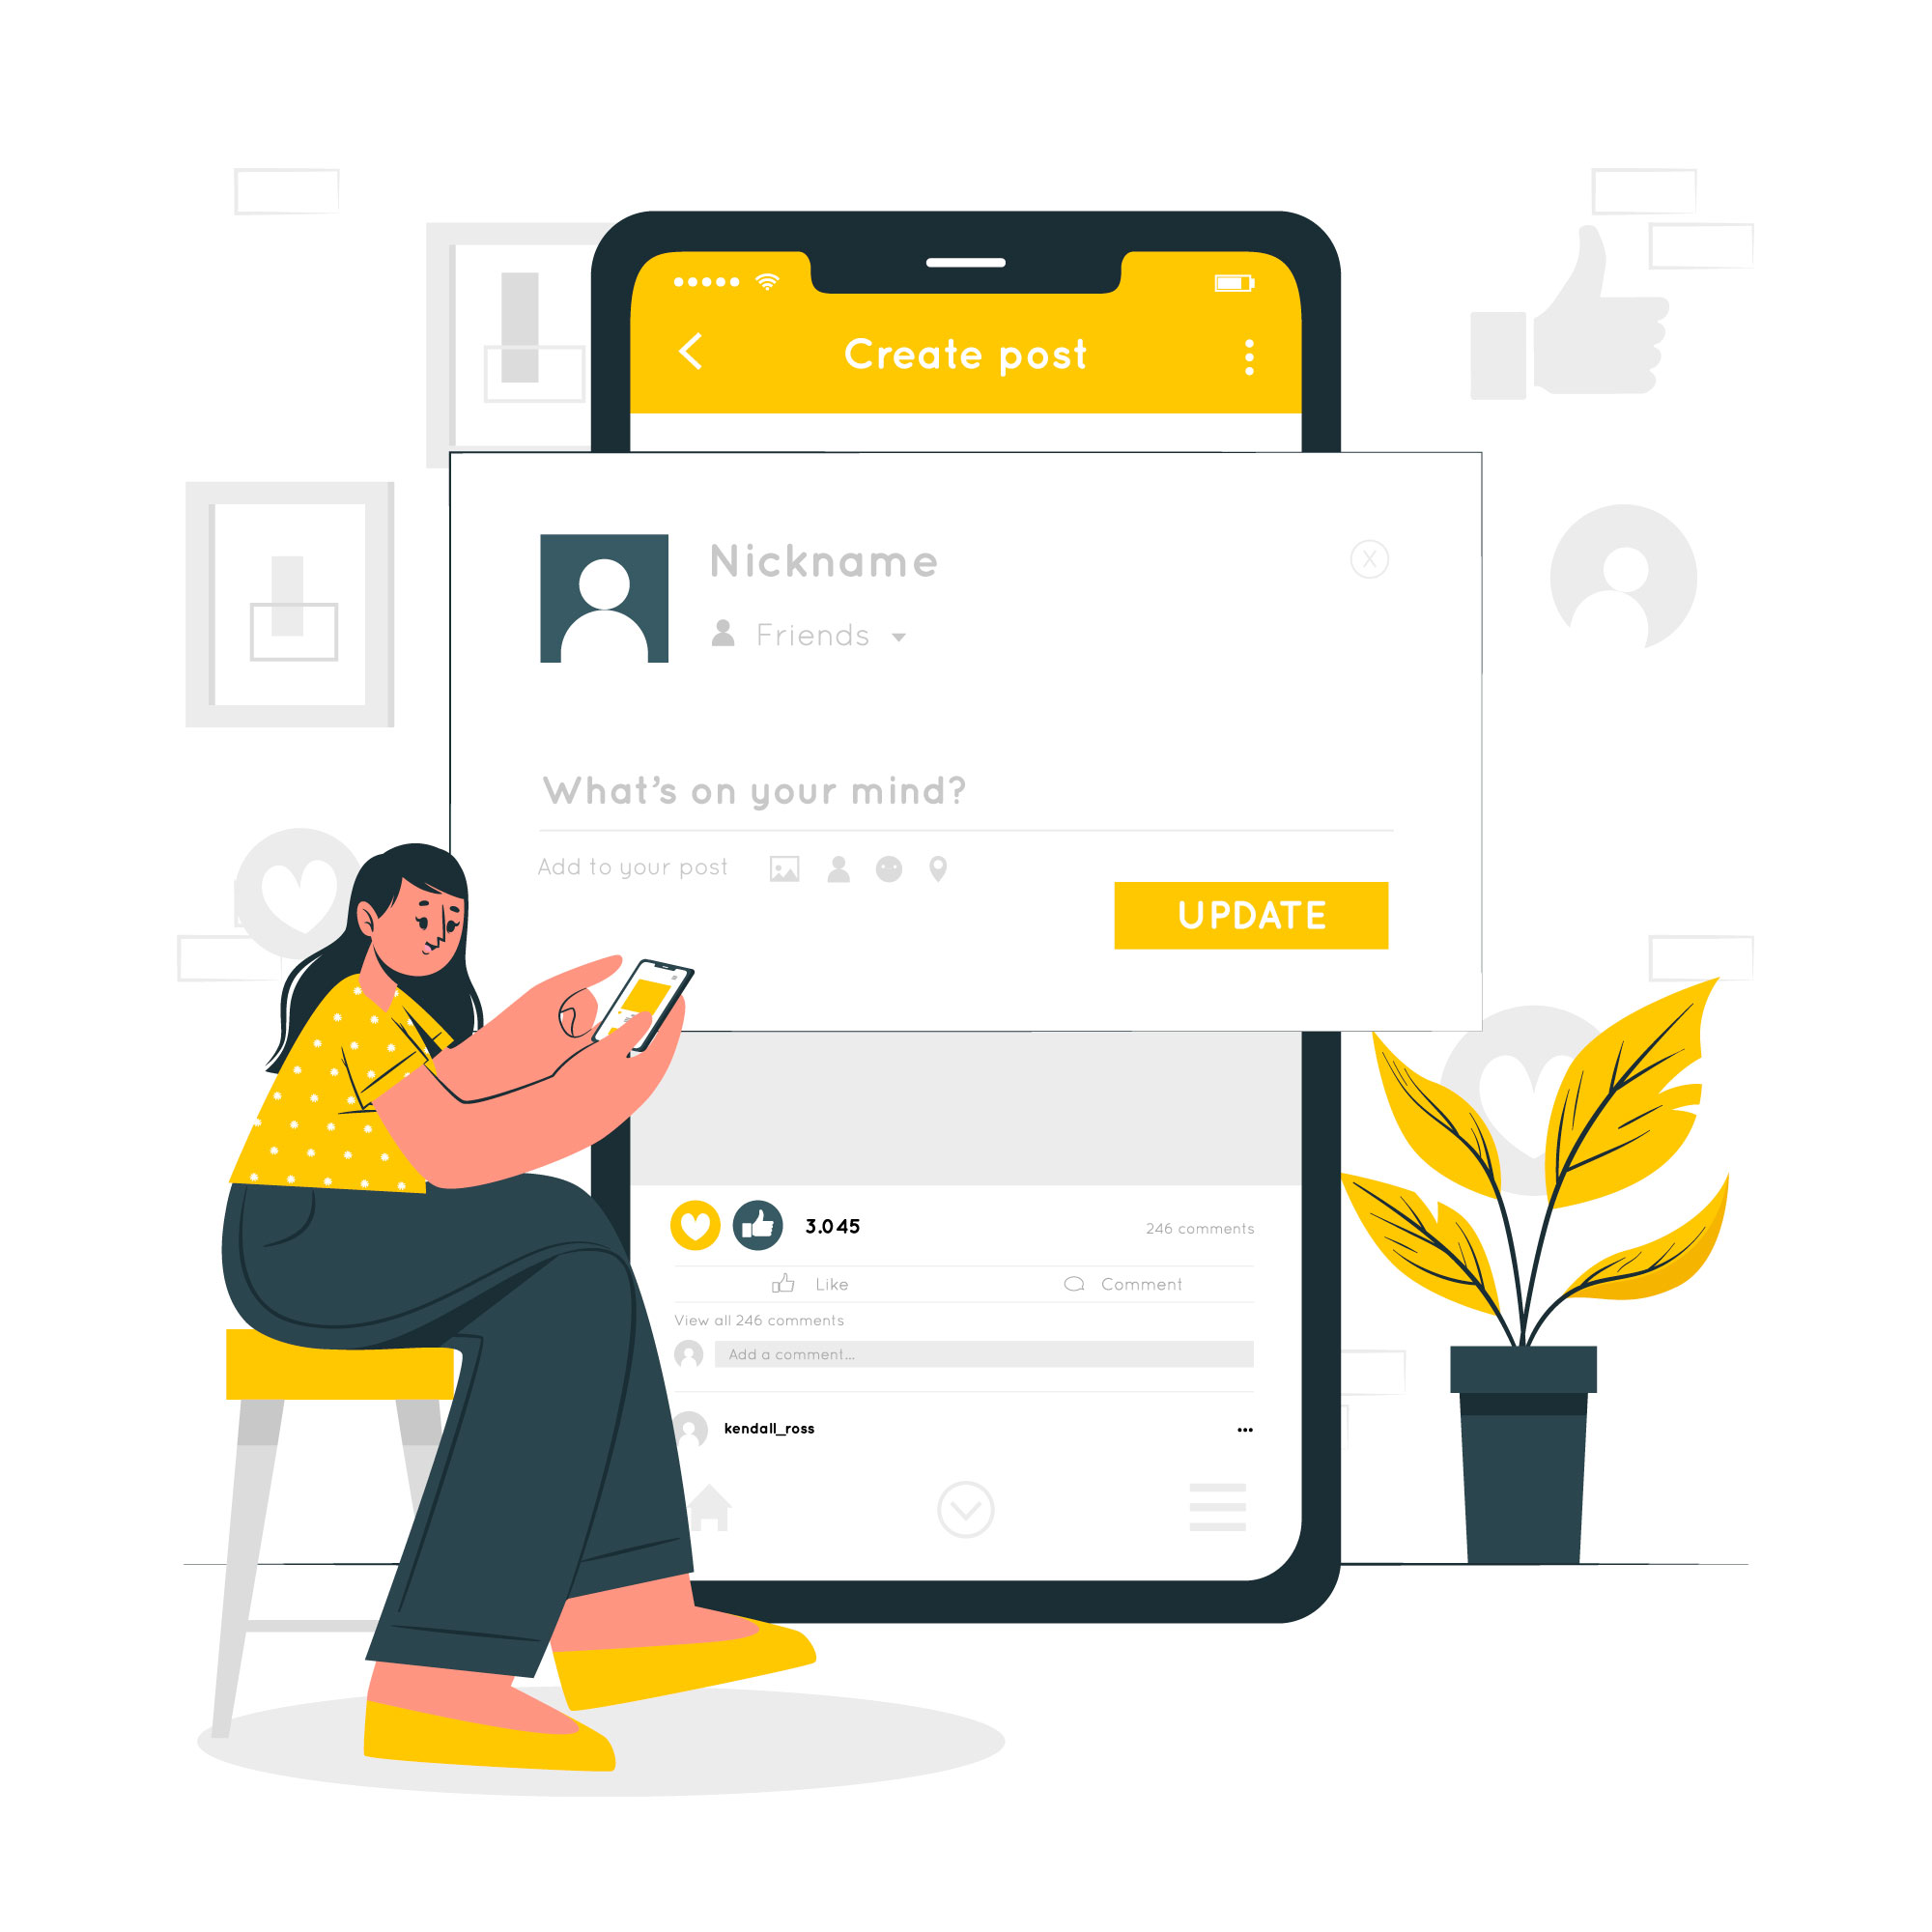 Create post
Nickname
Friends
What's on your mind?
Add to your post
UPDATE
3.045
246 comments
Like
Comment
View all 246 comments
Add a comment...
kendall_ross